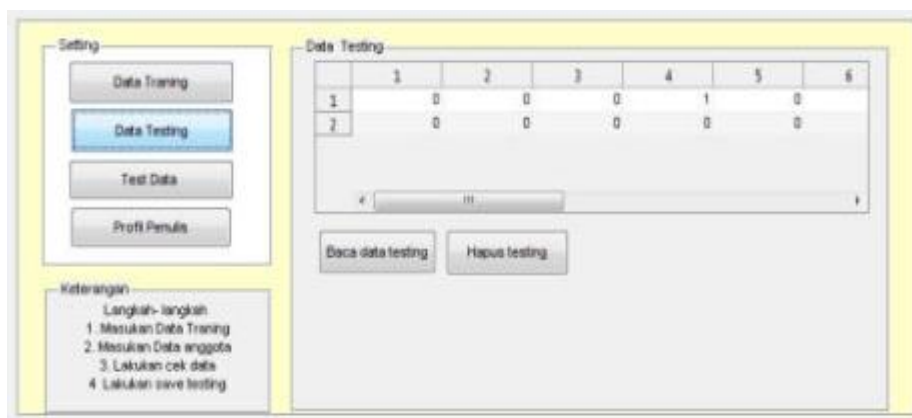 Setting
Data Traning
Data Testing
Test Data
Profil Penulis
Keterangan
Langkah- langkah
1. Masukan Data Traning
2. Masukan Data anggota
3. Lakukan cek data
4 Lakukan save testing
Data Testing
1 2 3 4 5 6
1 0 0 0 1 0
2 0 0 0 0 0
Baca data testing Hapus testing